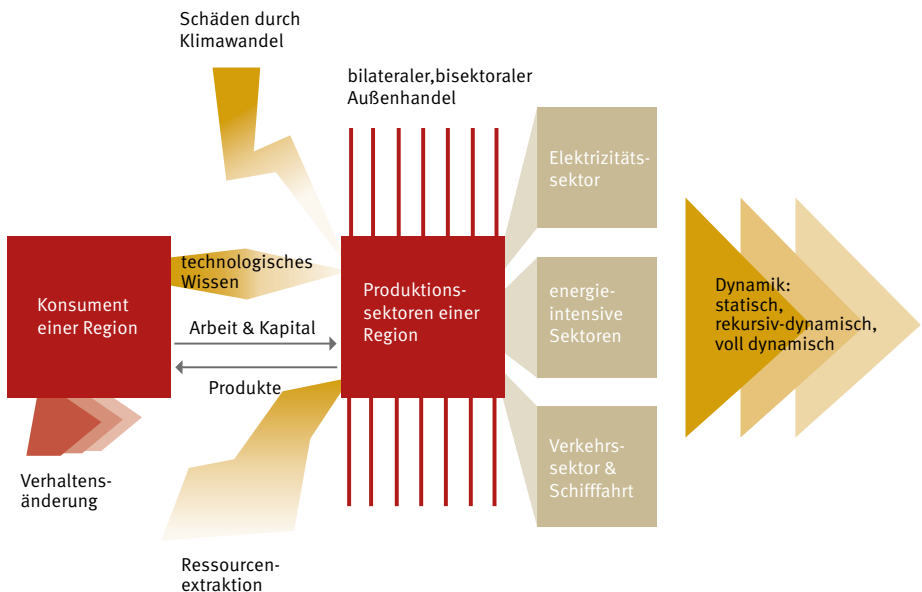 Schäden durch
Klimawandel
bilateraler,bisektoraler
Außenhandel
Elektrizitäts-
sektor
technologisches
Wissen
Konsument
einer Region
Arbeit & Kapital
Produkte
Produktions-
sektoren einer
Region
energie-
intensive
Sektoren
Dynamik:
statisch,
rekursiv-dynamisch,
voll dynamisch
Verkehrs-
sektor &
Schifffahrt
Verhaltens-
änderung
Ressourcen-
extraktion